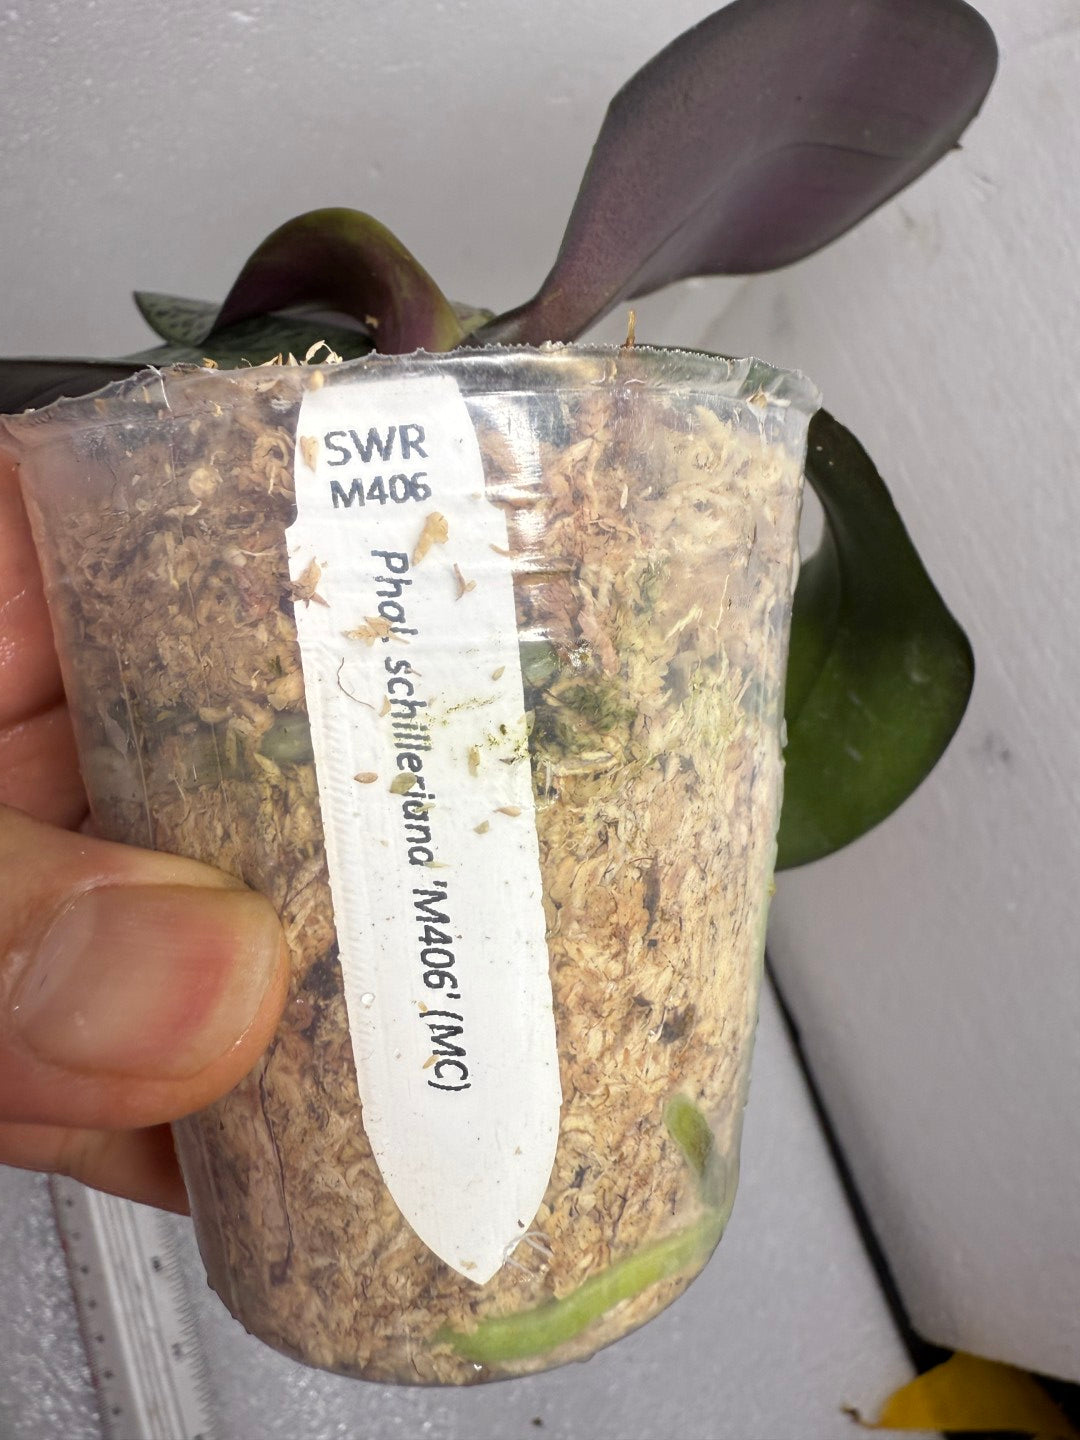 SWR
M406
Phal. schilleriana 'M406' (MC)